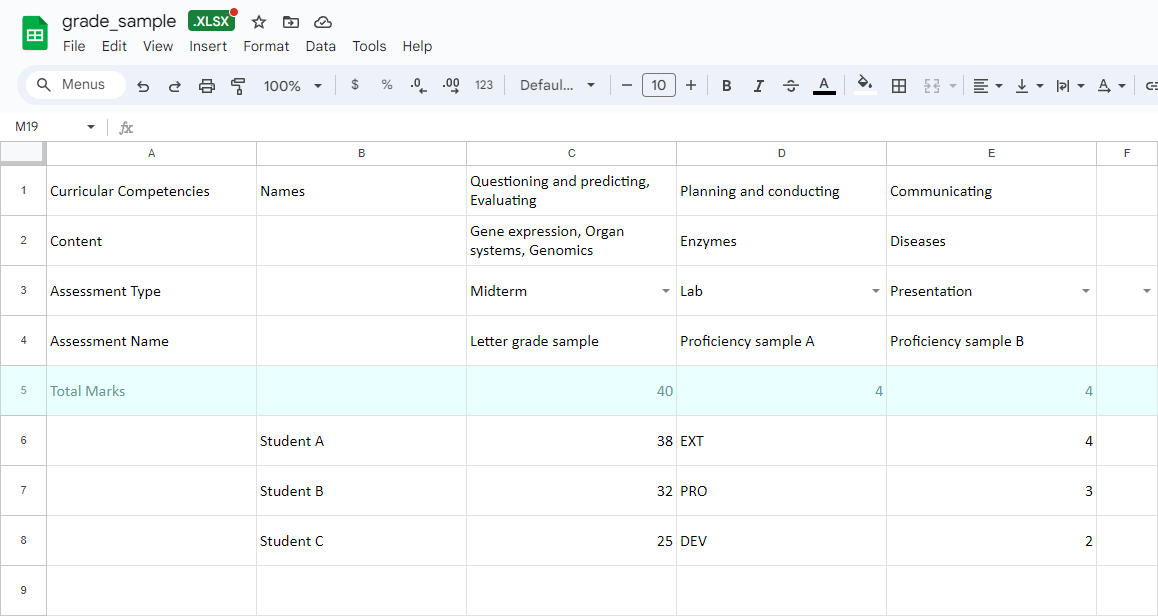 grade_sample .XLSX
File Edit View Insert Format Data Tools Help
Menus 100% $ % .0 .00 123 Defaul... − 10 + B I S A A
M19 fx
A B C D E F
1 Curricular Competencies Names Questioning and predicting, Evaluating Planning and conducting Communicating
2 Content Gene expression, Organ systems, Genomics Enzymes Diseases
3 Assessment Type Midterm Lab Presentation
4 Assessment Name Letter grade sample Proficiency sample A Proficiency sample B
5 Total Marks 40 4 4
6 Student A 38 EXT 4
7 Student B 32 PRO 3
8 Student C 25 DEV 2
9